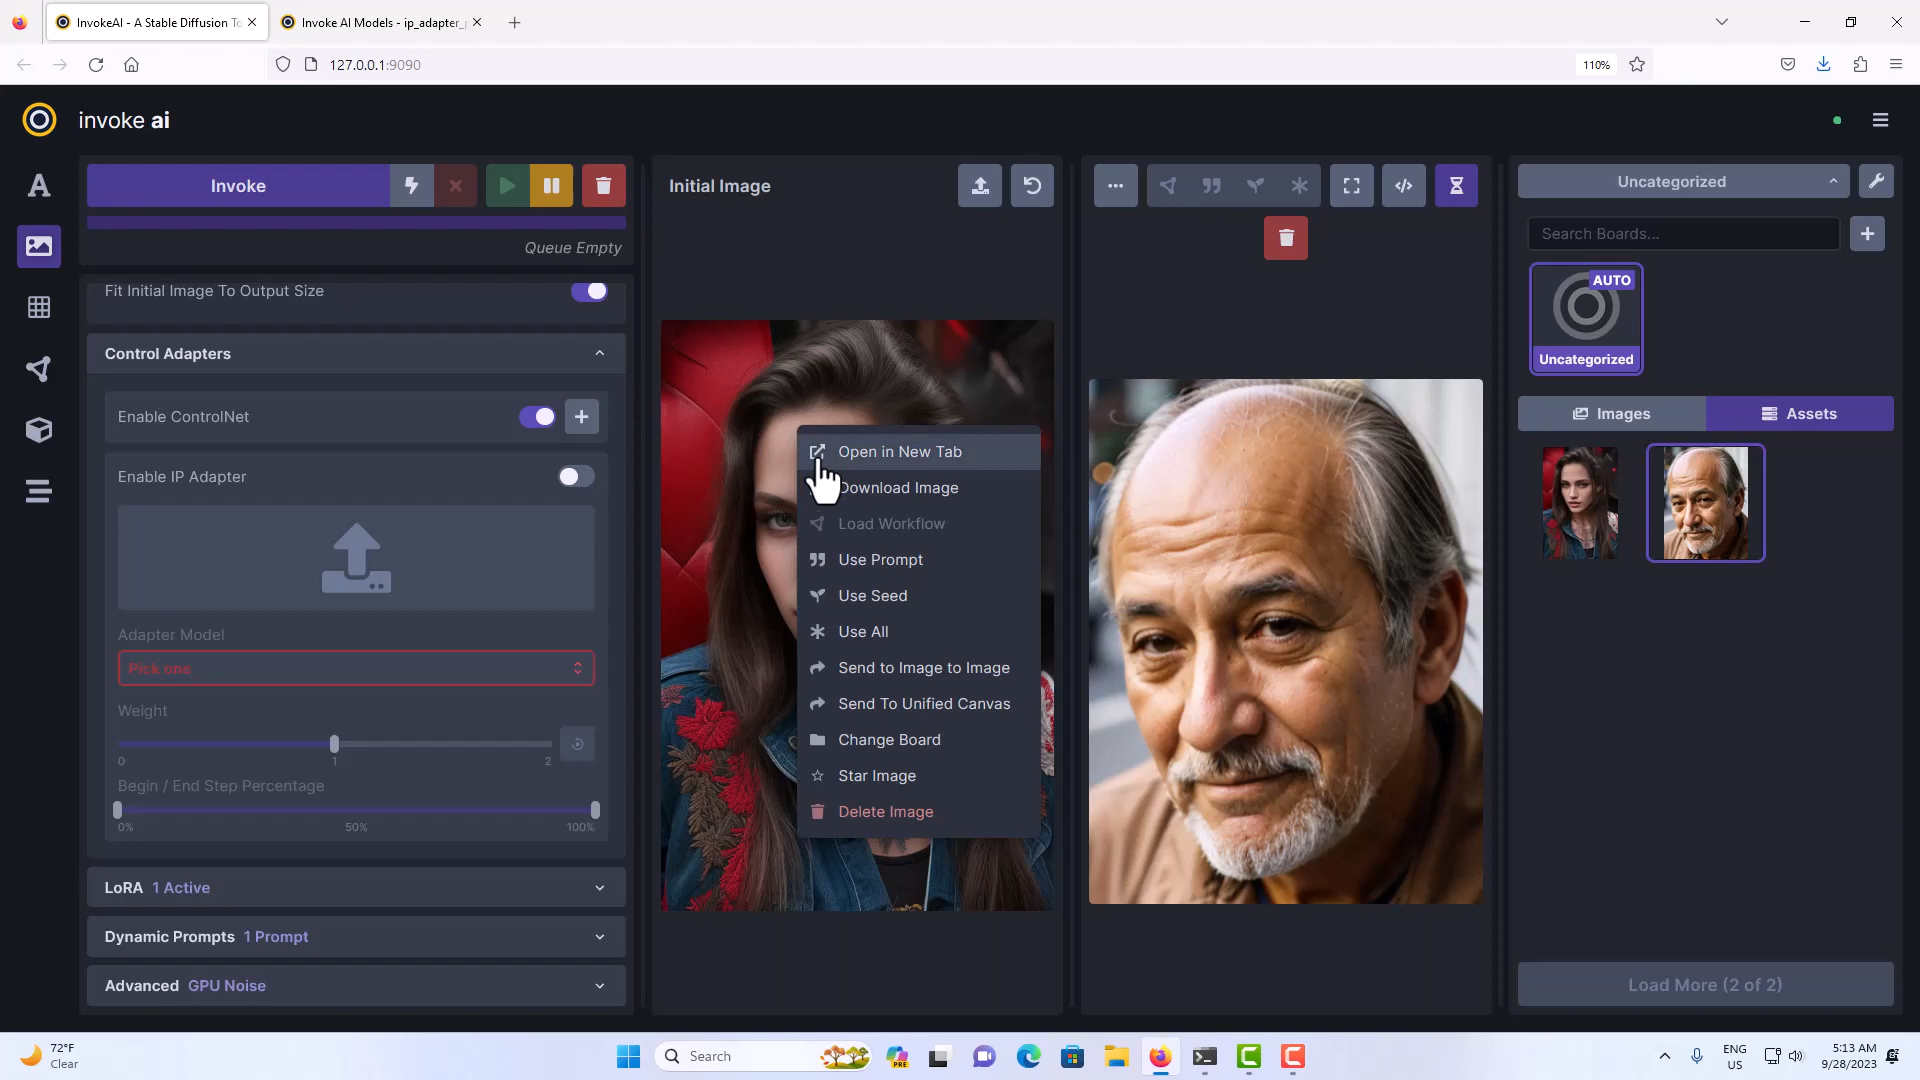 InvokeAI - A Stable Diffusion To
Invoke AI Models - ip_adapter_
127.0.0.1:9090
110%
invoke ai
Invoke
Queue Empty
Fit Initial Image To Output Size
Control Adapters
Enable ControlNet
Enable IP Adapter
Adapter Model
Pick one
Weight
0
1
2
Begin / End Step Percentage
0%
50%
100%
LoRA 1 Active
Dynamic Prompts 1 Prompt
Advanced GPU Noise
Initial Image
Open in New Tab
Download Image
Load Workflow
Use Prompt
Use Seed
Use All
Send to Image to Image
Send To Unified Canvas
Change Board
Star Image
Delete Image
Uncategorized
Search Boards...
AUTO
Uncategorized
Images
Assets
Load More (2 of 2)
72°F
Clear
Search
PRE
ENG
US
5:13 AM
9/28/2023